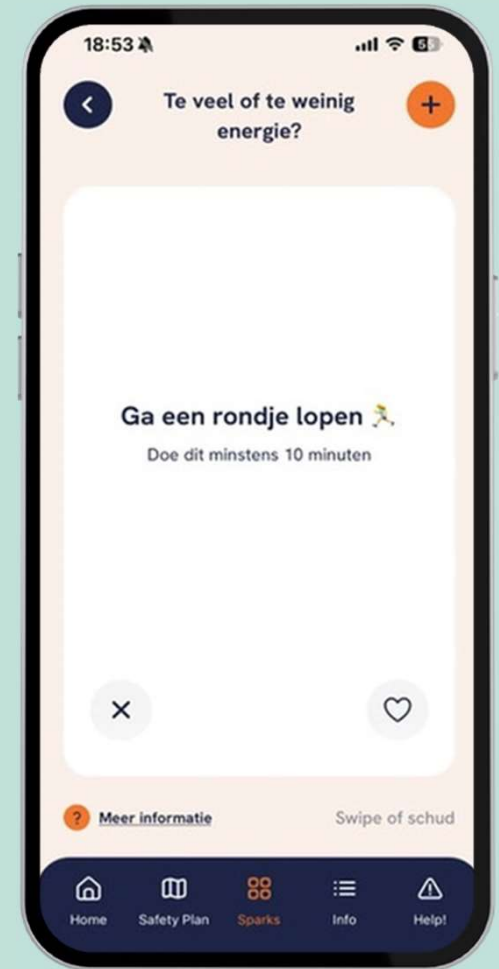 18:53
Te veel of te weinig
energie?
Ga een rondje lopen
Doe dit minstens 10 minuten
? Meer informatie
Swipe of schud
Home Safety Plan Sparks Info Help!